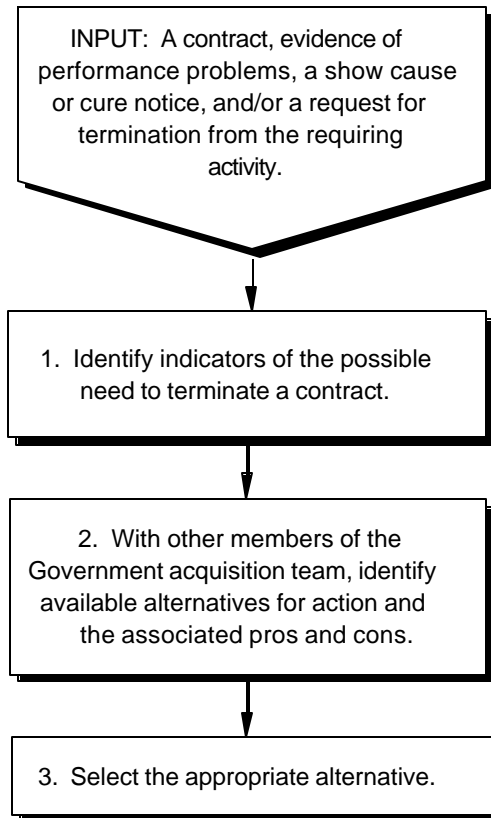 INPUT: A contract, evidence of
performance problems, a show cause
or cure notice, and/or a request for
termination from the requiring
activity.
1. Identify indicators of the possible
need to terminate a contract.
2. With other members of the
Government acquisition team, identify
available alternatives for action and
the associated pros and cons.
3. Select the appropriate alternative.